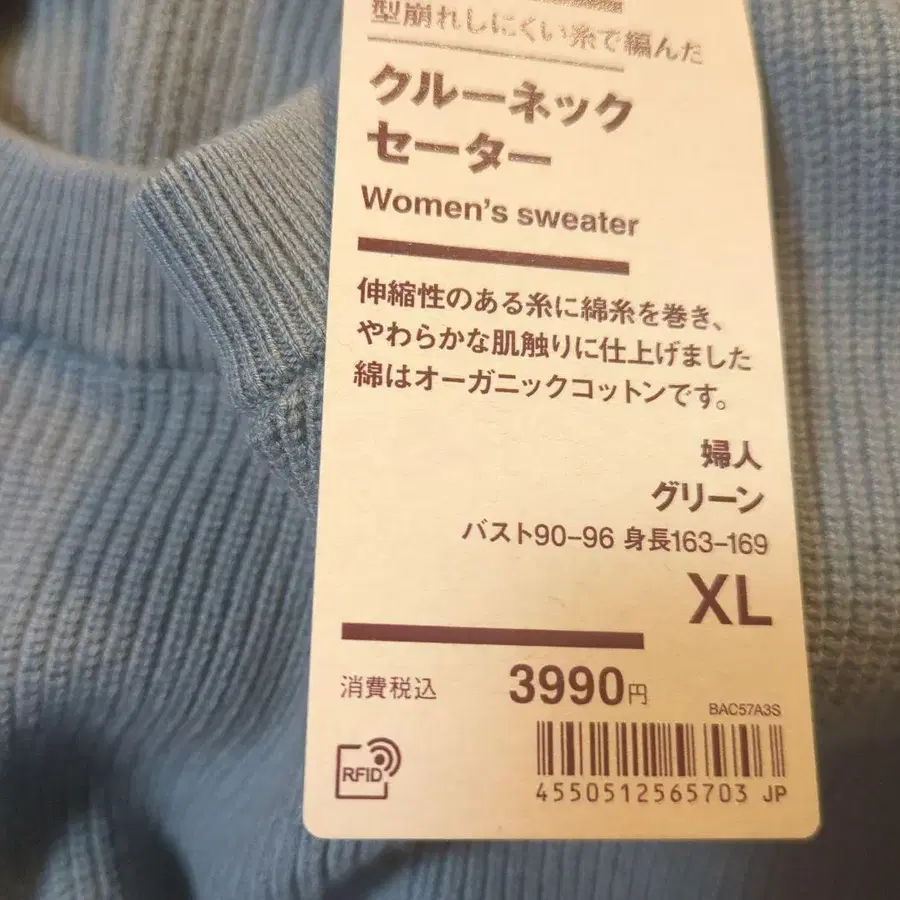 型崩れしにくい糸で編んだ
クルーネック
セーター
Women's sweater
伸縮性のある糸に綿糸を巻き、
やわらかな肌触りに仕上げました
綿はオーガニックコットンです。
婦人
グリーン
バスト90–96 身長163–169
XL
消費税込 3990円
BAC57A3S
RFID
4550512565703 JP